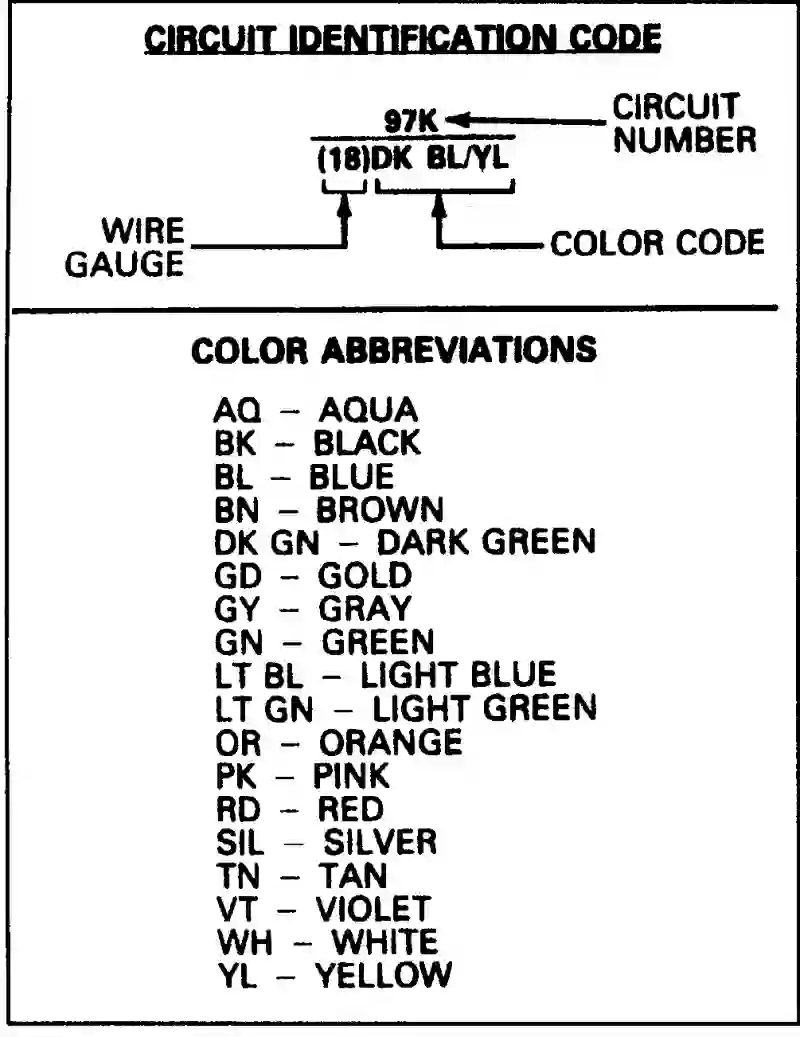 CIRCUIT IDENTIFICATION CODE
97K
CIRCUIT NUMBER
(18)DK BL/YL
WIRE GAUGE
COLOR CODE
COLOR ABBREVIATIONS
AQ – AQUA
BK – BLACK
BL – BLUE
BN – BROWN
DK GN – DARK GREEN
GD – GOLD
GY – GRAY
GN – GREEN
LT BL – LIGHT BLUE
LT GN – LIGHT GREEN
OR – ORANGE
PK – PINK
RD – RED
SIL – SILVER
TN – TAN
VT – VIOLET
WH – WHITE
YL – YELLOW